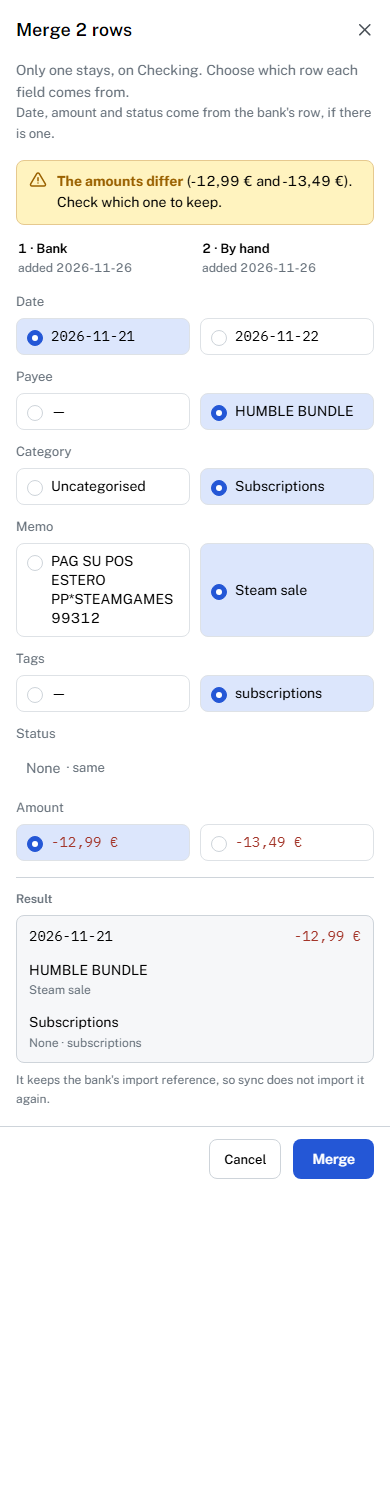 Merge 2 rows
Only one stays, on Checking. Choose which row each
field comes from.
Date, amount and status come from the bank's row, if there
is one.
The amounts differ (-12,99 € and -13,49 €).
Check which one to keep.
1 · Bank
added 2026-11-26
2 · By hand
added 2026-11-26
Date
2026-11-21
2026-11-22
Payee
—
HUMBLE BUNDLE
Category
Uncategorised
Subscriptions
Memo
PAG SU POS
ESTERO
PP*STEAMGAMES
99312
Steam sale
Tags
—
subscriptions
Status
None · same
Amount
-12,99 €
-13,49 €
Result
2026-11-21 -12,99 €
HUMBLE BUNDLE
Steam sale
Subscriptions
None · subscriptions
It keeps the bank's import reference, so sync does not import it
again.
Cancel
Merge